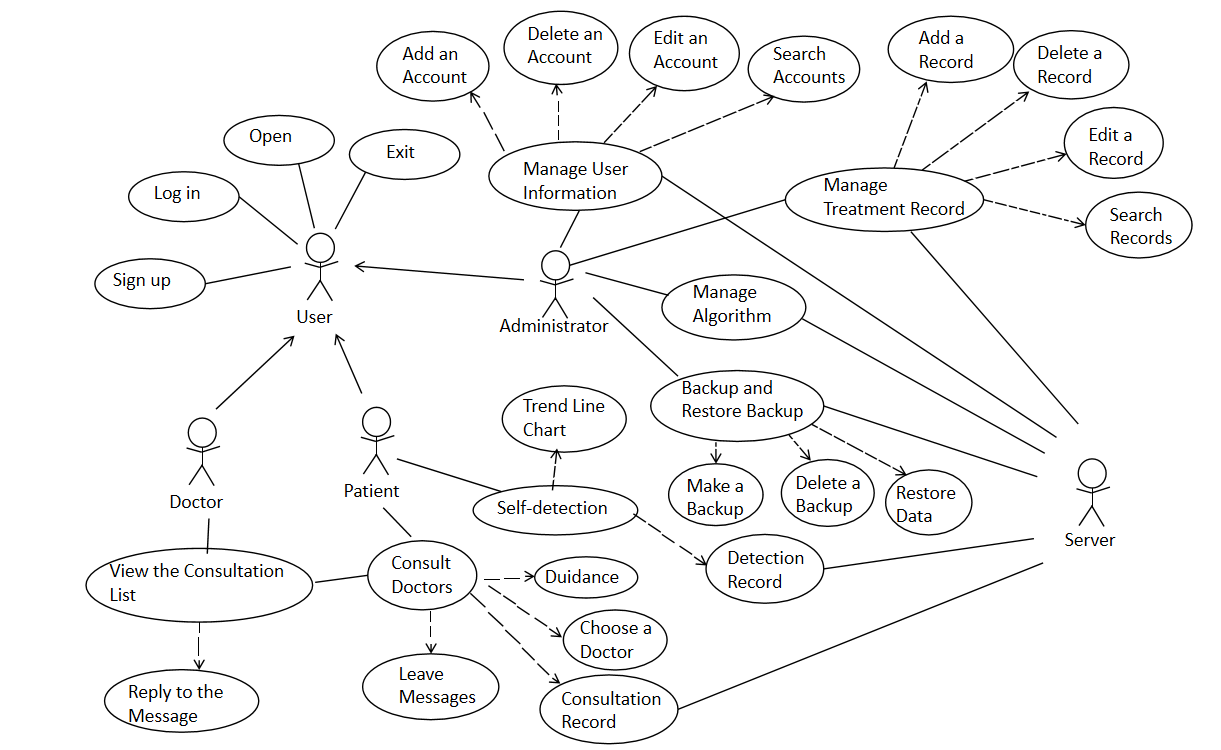 Add an
Account
Delete an
Account
Edit an
Account
Search
Accounts
Add a
Record
Delete a
Record
Open
Exit
Edit a
Record
Log in
Manage User
Information
Manage
Treatment Record
Search
Records
Sign up
User
Administrator
Manage
Algorithm
Backup and
Restore Backup
Trend Line
Chart
Doctor
Patient
Self-detection
Make a
Backup
Delete a
Backup
Restore
Data
Server
View the Consultation
List
Consult
Doctors
Duidance
Detection
Record
Choose a
Doctor
Reply to the
Message
Leave
Messages
Consultation
Record